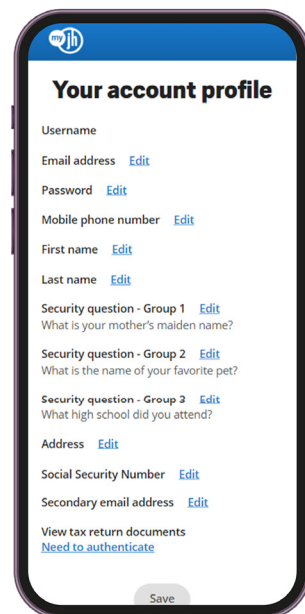 my jh
Your account profile
Username
Email address Edit
Password Edit
Mobile phone number Edit
First name Edit
Last name Edit
Security question - Group 1 Edit
What is your mother's maiden name?
Security question - Group 2 Edit
What is the name of your favorite pet?
Security question - Group 3 Edit
What high school did you attend?
Address Edit
Social Security Number Edit
Secondary email address Edit
View tax return documents
Need to authenticate
Save